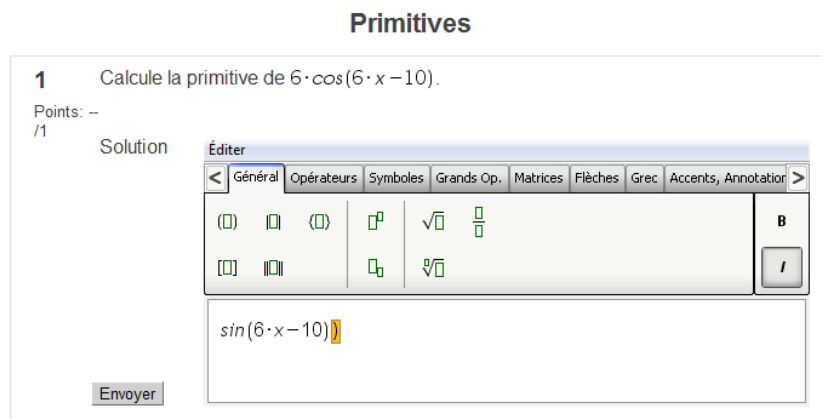 Primitives
1 Calcule la primitive de 6·cos(6·x−10).
Points: --
/1
Solution
Éditer
< Général Opérateurs Symboles Grands Op. Matrices Flèches Grec Accents, Annotation >
(□) |□| {□} √□ B
[□] ||□|| I
sin(6·x−10))
Envoyer